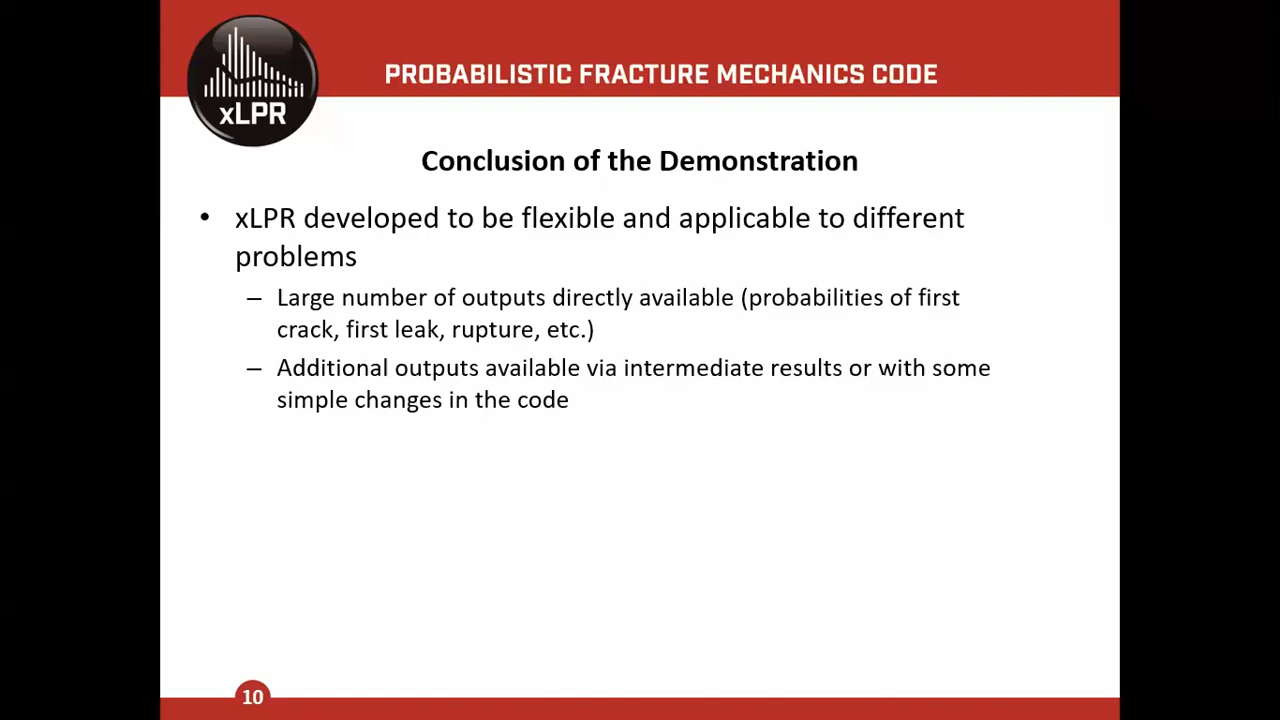 xLPR
PROBABILISTIC FRACTURE MECHANICS CODE
Conclusion of the Demonstration
• xLPR developed to be flexible and applicable to different
problems
– Large number of outputs directly available (probabilities of first
crack, first leak, rupture, etc.)
– Additional outputs available via intermediate results or with some
simple changes in the code
10